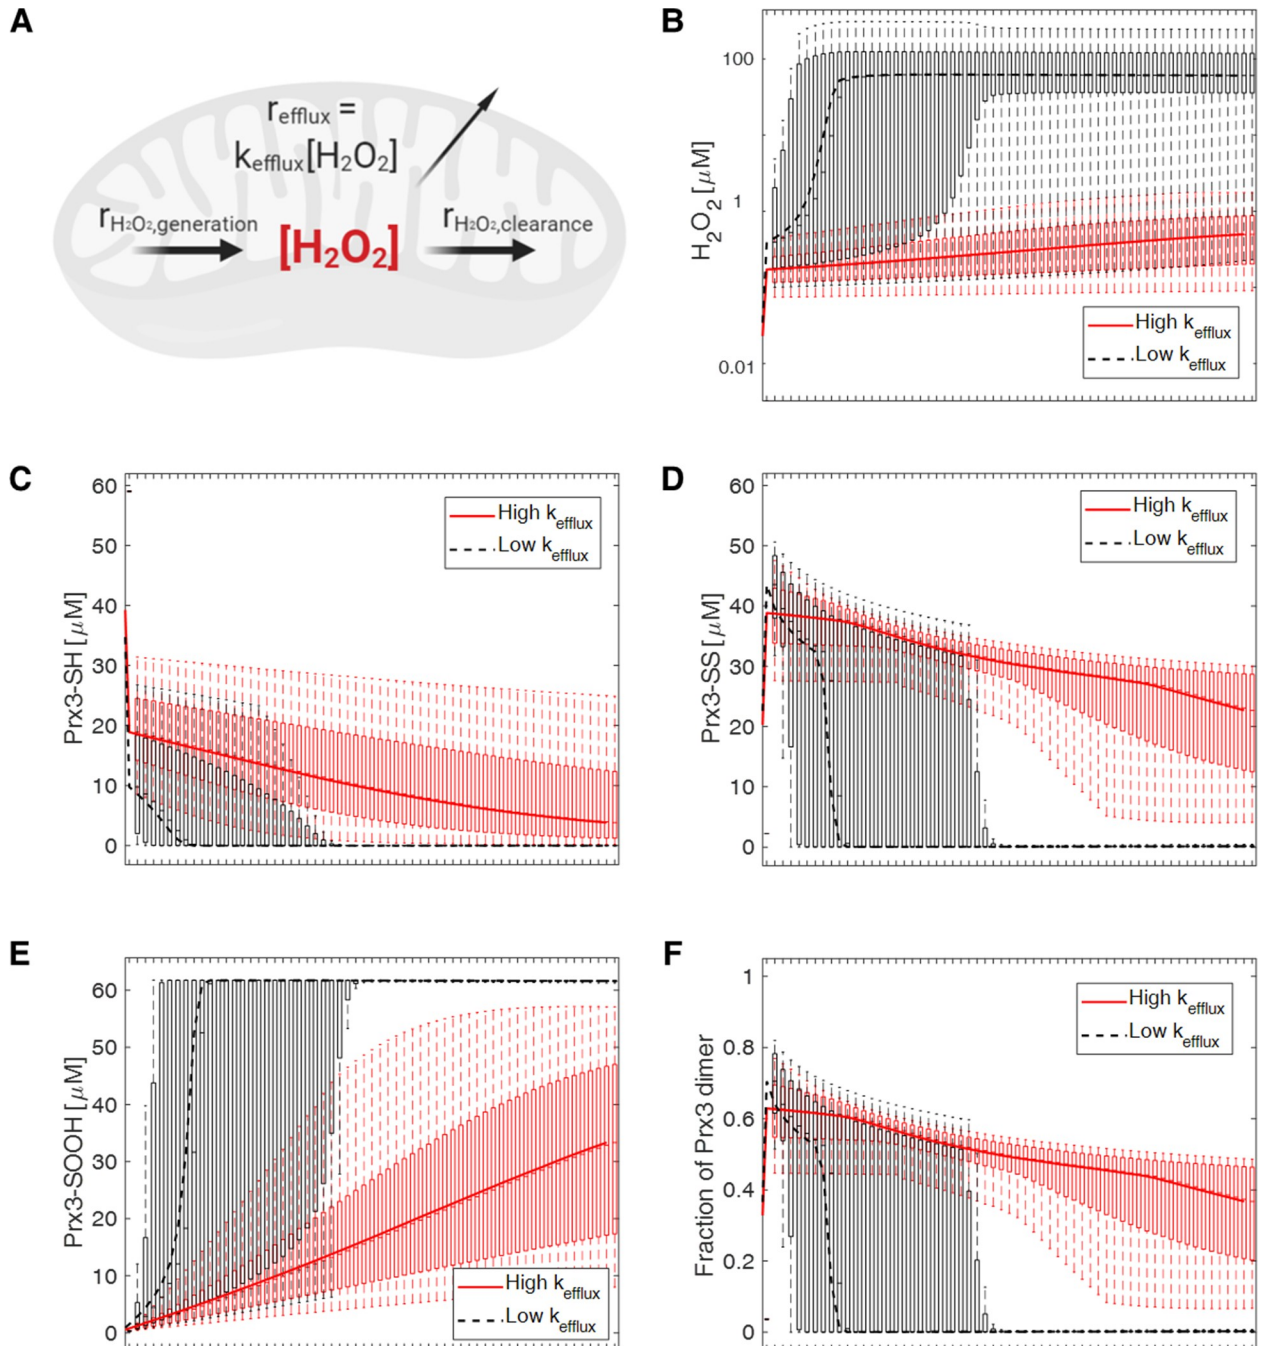 A
r_efflux =
k_efflux[H₂O₂]
r_H₂O₂,generation
[H₂O₂]
r_H₂O₂,clearance
B
H₂O₂ [μM]
100
1
0.01
High k_efflux
Low k_efflux
C
Prx3-SH [μM]
60
50
40
30
20
10
0
High k_efflux
Low k_efflux
D
Prx3-SS [μM]
60
50
40
30
20
10
0
High k_efflux
Low k_efflux
E
Prx3-SOOH [μM]
60
50
40
30
20
10
0
High k_efflux
Low k_efflux
F
Fraction of Prx3 dimer
1
0.8
0.6
0.4
0.2
0
High k_efflux
Low k_efflux